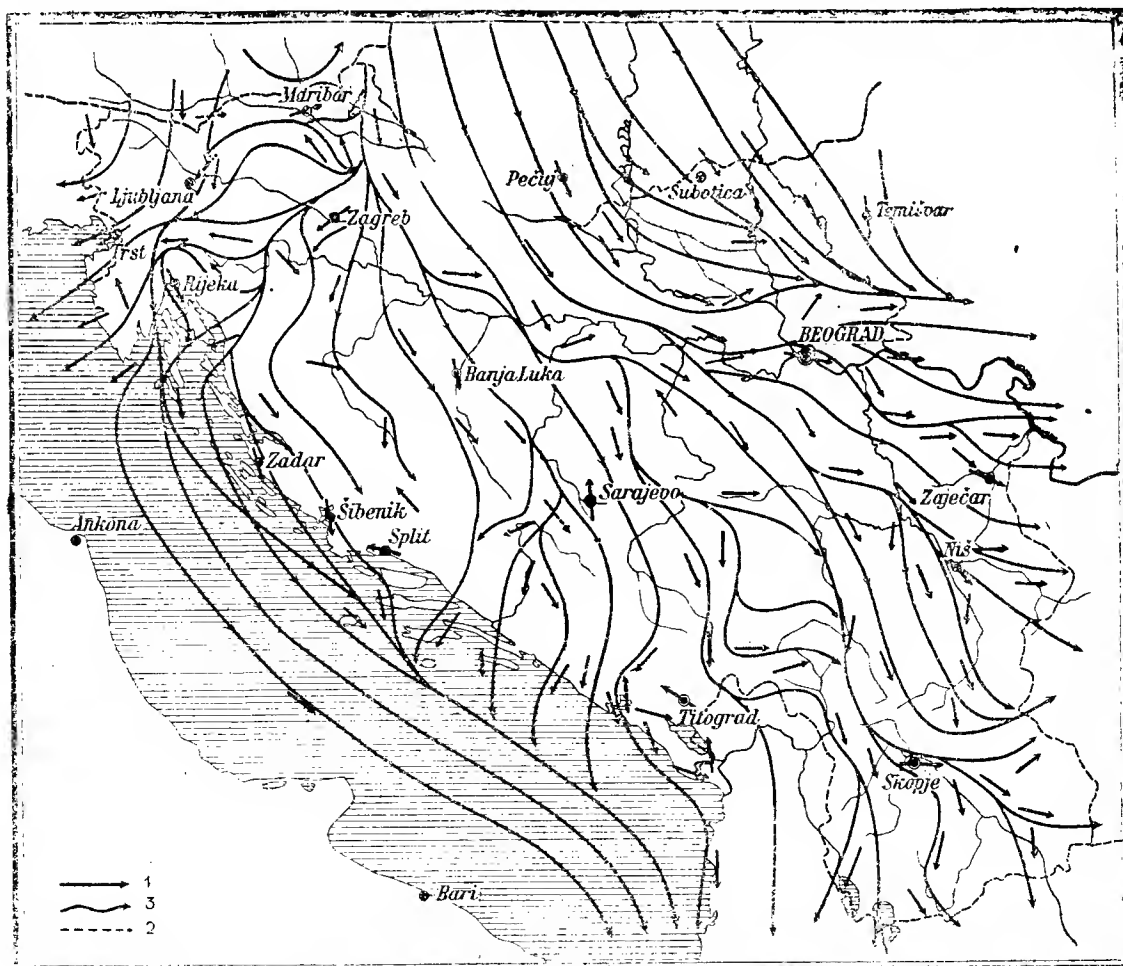 Maribor
Ljubljana
Pečuj
Subotica
Temišvar
Zagreb
Trst
Rijeka
BEOGRAD
Banja Luka
Zadar
Sarajevo
Zaječar
Šibenik
Ankona
Split
Niš
Titograd
Skopje
Bari
1
3
2